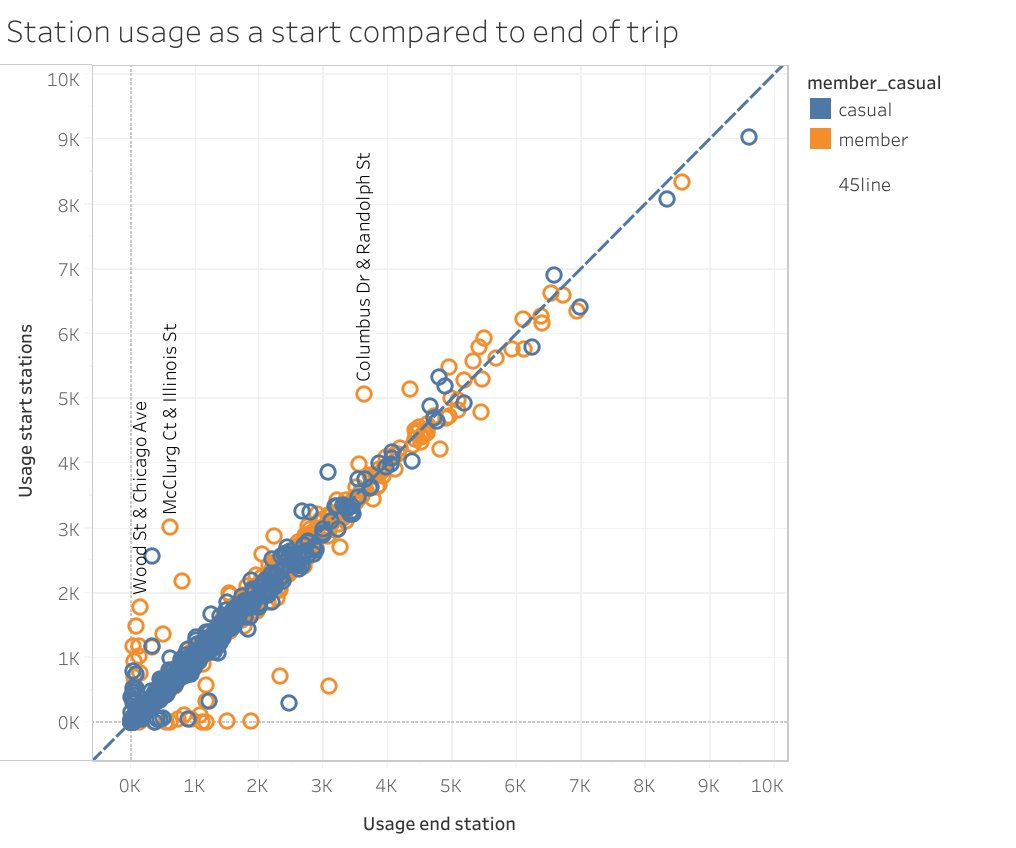 Station usage as a start compared to end of trip
member_casual
casual
member
45line
Usage start stations
10K
9K
8K
7K
6K
5K
4K
3K
2K
1K
0K
Wood St & Chicago Ave
McClurg Ct & Illinois St
Columbus Dr & Randolph St
0K 1K 2K 3K 4K 5K 6K 7K 8K 9K 10K
Usage end station